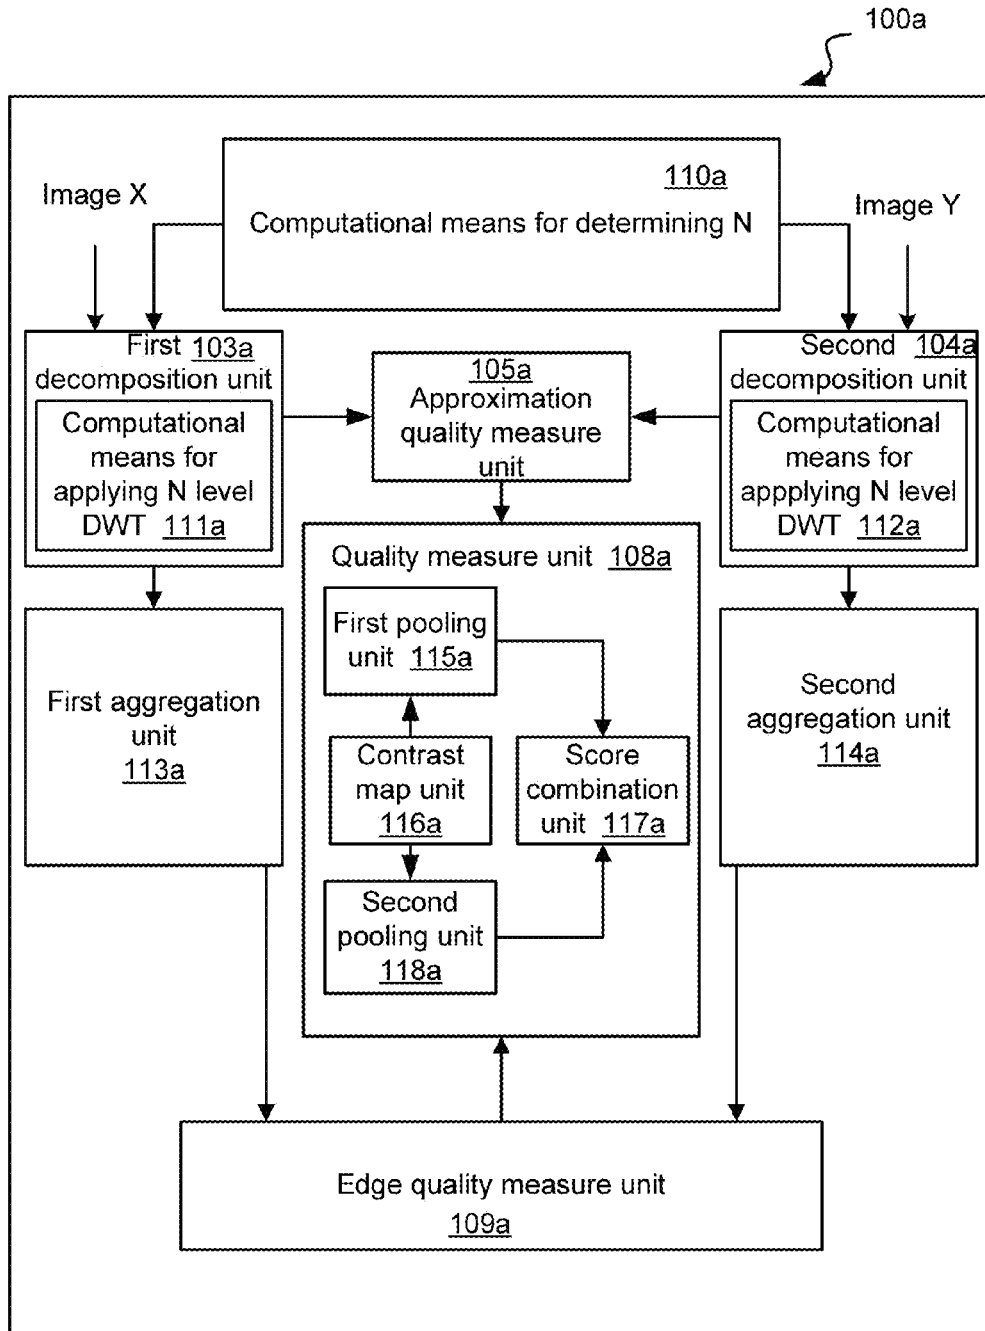 100a
Image X
110a
Computational means for determining N
Image Y
First 103a
decomposition unit
Computational
means for
applying N level
DWT 111a
105a
Approximation
quality measure
unit
Second 104a
decomposition unit
Computational
means for
appplying N level
DWT 112a
Quality measure unit 108a
First pooling
unit 115a
First aggregation
unit
113a
Contrast
map unit
116a
Score
combination
unit 117a
Second
aggregation unit
114a
Second
pooling unit
118a
Edge quality measure unit
109a